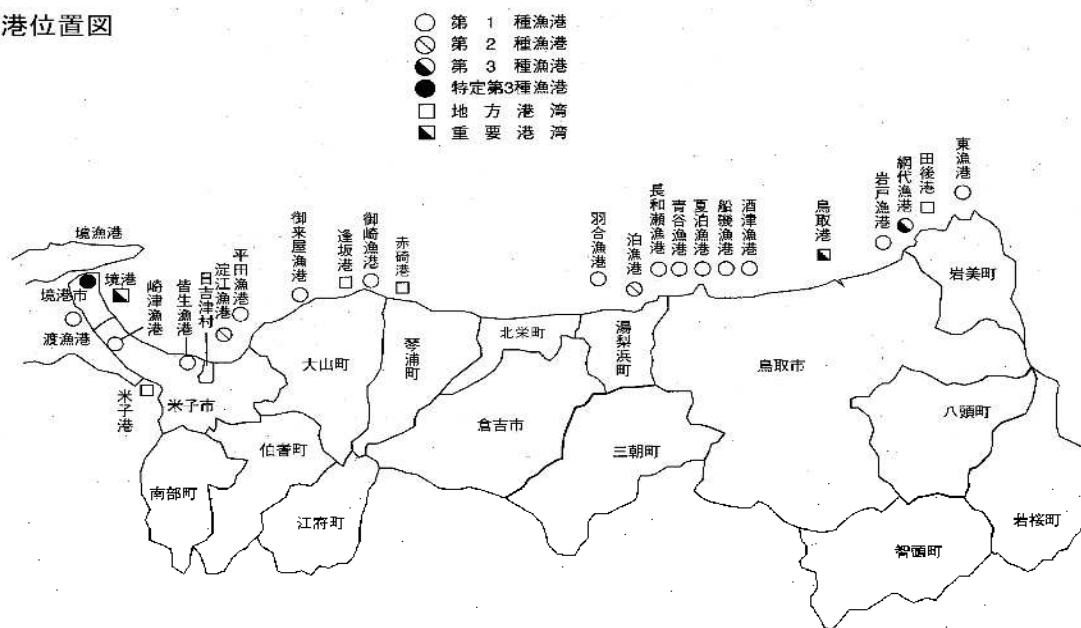 港位置図
第1種漁港
第2種漁港
第3種漁港
特定第3種漁港
地方港湾
重要港湾
境漁港
境港市
境港
渡漁港
崎津漁港
皆生漁港
日吉津村
淀江漁港
平田漁港
米子港
米子市
御来屋漁港
逢坂港
御崎漁港
赤碕港
羽合漁港
泊漁港
長和瀬漁港
青谷漁港
夏泊漁港
船磯漁港
酒津漁港
鳥取港
岩戸漁港
網代漁港
田後港
東漁港
岩美町
大山町
琴浦町
北栄町
湯梨浜町
鳥取市
八頭町
倉吉市
三朝町
伯耆町
南部町
江府町
智頭町
若桜町